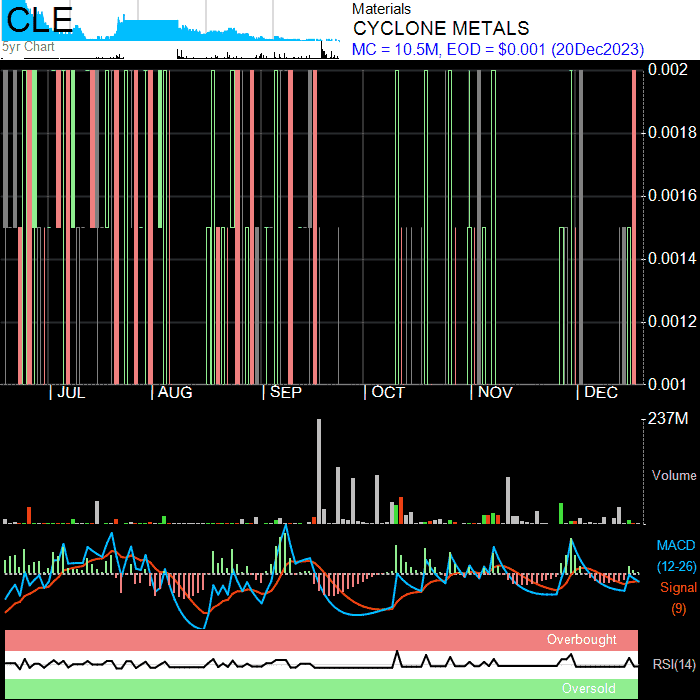 CLE
5yr Chart
Materials
CYCLONE METALS
MC = 10.5M, EOD = $0.001 (20Dec2023)
0.002
0.0018
0.0016
0.0014
0.0012
0.001
JUL AUG SEP OCT NOV DEC
237M
Volume
MACD
(12-26)
Signal
(9)
Overbought
RSI(14)
Oversold